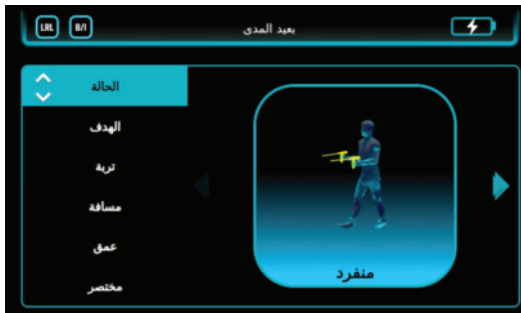 LRL B/I بعيد المدى
الحالة
الهدف
تربة
مسافة
عمق
مختصر
منفرد